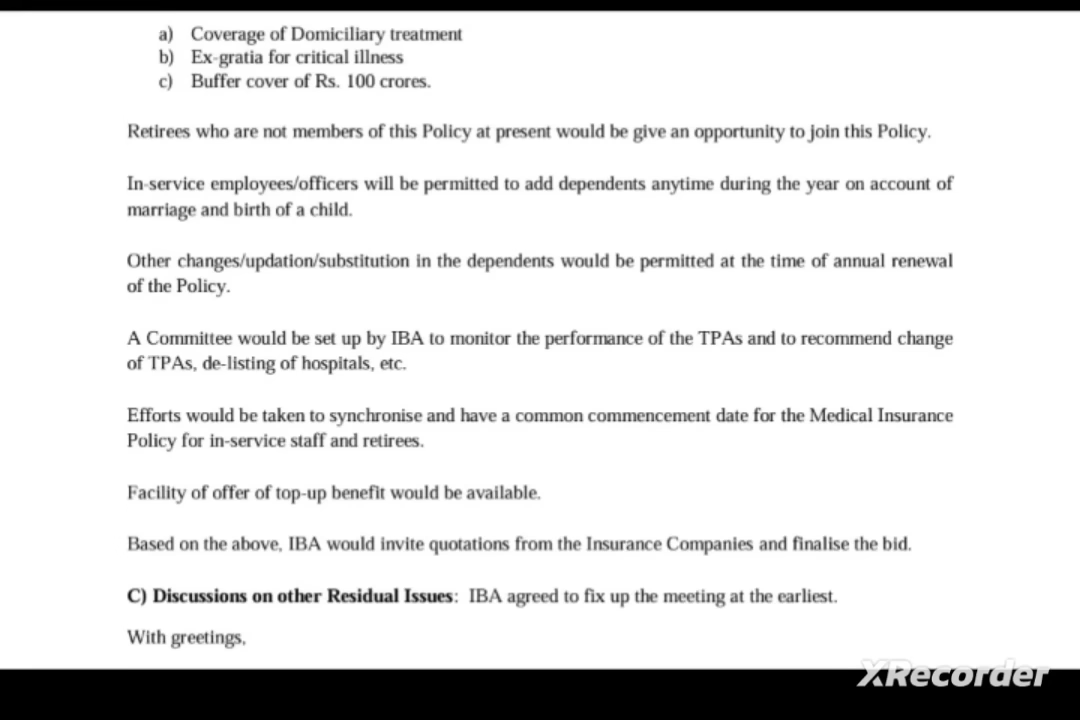 a) Coverage of Domiciliary treatment
b) Ex-gratia for critical illness
c) Buffer cover of Rs. 100 crores.
Retirees who are not members of this Policy at present would be give an opportunity to join this Policy.
In-service employees/officers will be permitted to add dependents anytime during the year on account of
marriage and birth of a child.
Other changes/updation/substitution in the dependents would be permitted at the time of annual renewal
of the Policy.
A Committee would be set up by IBA to monitor the performance of the TPAs and to recommend change
of TPAs, de-listing of hospitals, etc.
Efforts would be taken to synchronise and have a common commencement date for the Medical Insurance
Policy for in-service staff and retirees.
Facility of offer of top-up benefit would be available.
Based on the above, IBA would invite quotations from the Insurance Companies and finalise the bid.
C) Discussions on other Residual Issues: IBA agreed to fix up the meeting at the earliest.
With greetings,
XRecorder